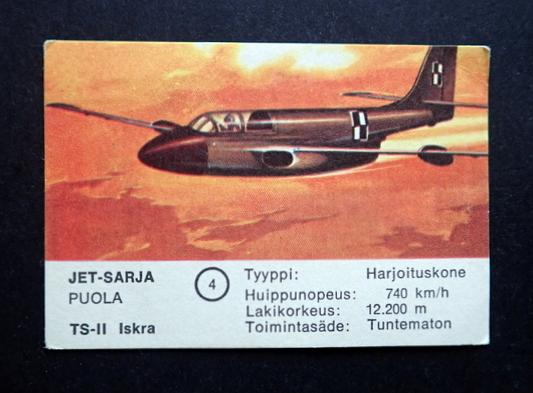 JET-SARJA
PUOLA
TS-II Iskra
4
Tyyppi: Harjoituskone
Huippunopeus: 740 km/h
Lakikorkeus: 12.200 m
Toimintasäde: Tuntematon